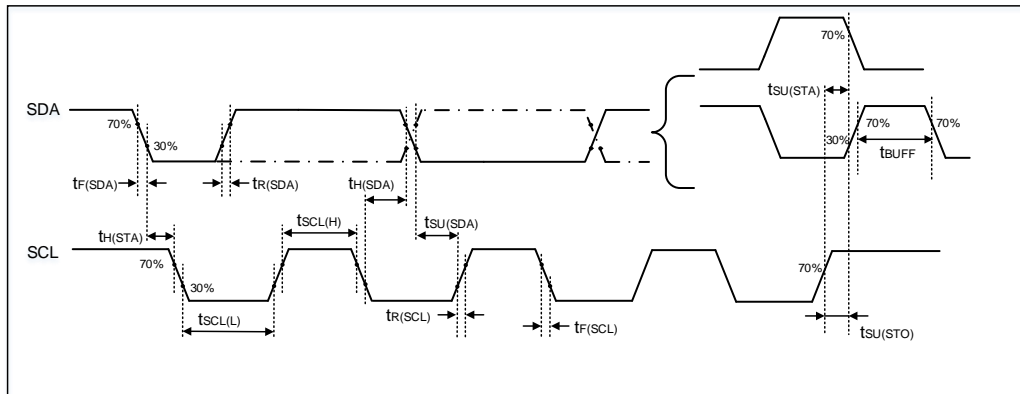 70%
tSU(STA)
SDA
70%
30%
30%
70%
70%
tBUFF
tF(SDA)
tR(SDA)
tH(SDA)
tSCL(H)
tSU(SDA)
tH(STA)
SCL
70%
30%
70%
tSCL(L)
tR(SCL)
tF(SCL)
tSU(STO)